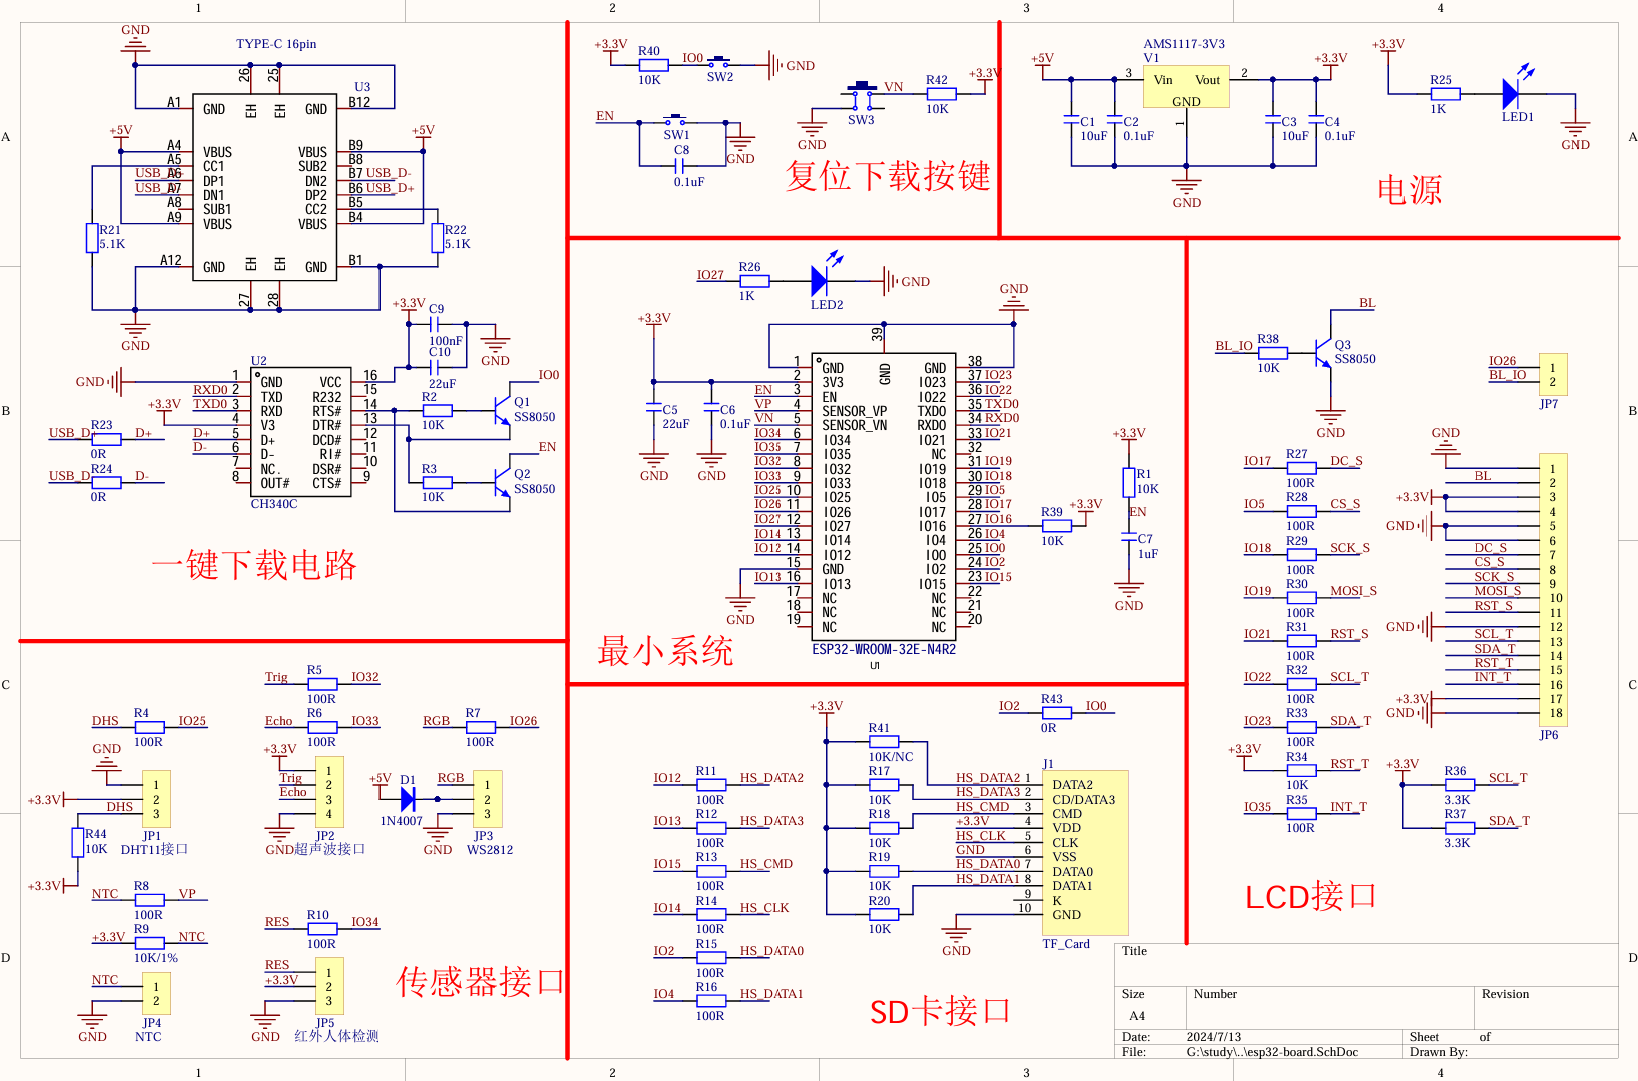 1
2
3
4
A
B
C
D
GND
TYPE-C 16pin
U3
26
25
A1
GND
EH
EH
GND
B12
+5V
+5V
A4
VBUS
VBUS
B9
A5
CC1
SUB2
B8
USB_D-
A6
DP1
DN2
B7
USB_D-
USB_D
A7
DN1
DP2
B6
USB_D+
A8
SUB1
CC2
B5
A9
VBUS
VBUS
B4
R21
5.1K
R22
5.1K
A12
GND
EH
EH
GND
B1
27
28
GND
+3.3V
C9
100nF
C10
22uF
GND
U2
GND
1
GND
VCC
16
RXD0
2
TXD
R232
15
TXD0
3
RXD
RTS#
14
+3.3V
4
V3
DTR#
13
D+
5
D+
DCD#
12
D-
6
D-
RI#
11
7
NC.
DSR#
10
8
OUT#
CTS#
9
CH340C
R23
USB_D+
D+
0R
R24
USB_D-
D-
0R
R2
10K
Q1
SS8050
IO0
R3
10K
Q2
SS8050
EN
一键下载电路
+3.3V
R40
10K
IO0
SW2
GND
EN
SW1
C8
0.1uF
GND
VN
SW3
R42
10K
+3.3V
GND
复位下载按键
AMS1117-3V3
V1
+5V
3
Vin
Vout
2
+3.3V
GND
1
C1
10uF
C2
0.1uF
C3
10uF
C4
0.1uF
GND
+3.3V
R25
1K
LED1
GND
电源
IO27
R26
1K
LED2
GND
+3.3V
GND
39
GND
1
GND
GND
38
2
3V3
IO23
37
IO23
EN
3
EN
IO22
36
IO22
VP
4
SENSOR_VP
TXDO
35
TXD0
VN
5
SENSOR_VN
RXDO
34
RXD0
IO34
6
IO34
IO21
33
IO21
IO35
7
IO35
NC
32
IO32
8
IO32
IO19
31
IO19
IO33
9
IO33
IO18
30
IO18
IO25
10
IO25
IO5
29
IO5
IO26
11
IO26
IO17
28
IO17
IO27
12
IO27
IO16
27
IO16
IO14
13
IO14
IO4
26
IO4
IO12
14
IO12
IO0
25
IO0
15
GND
IO2
24
IO2
IO13
16
IO13
IO15
23
IO15
17
NC
NC
22
18
NC
NC
21
19
NC
NC
20
C5
22uF
C6
0.1uF
GND
GND
GND
ESP32-WROOM-32E-N4R2
U1
R39
10K
+3.3V
+3.3V
R1
10K
EN
C7
1uF
GND
最小系统
BL
BL_IO
R38
10K
Q3
SS8050
GND
IO26
1
BL_IO
2
JP7
IO17
R27
DC_S
100R
IO5
R28
CS_S
100R
IO18
R29
SCK_S
100R
IO19
R30
MOSI_S
100R
IO21
R31
RST_S
100R
IO22
R32
SCL_T
100R
IO23
R33
SDA_T
100R
+3.3V
R34
RST_T
10K
IO35
R35
INT_T
100R
GND
1
BL
2
+3.3V
3
4
GND
5
6
DC_S
7
CS_S
8
SCK_S
9
MOSI_S
10
RST_S
11
GND
12
SCL_T
13
SDA_T
14
RST_T
15
INT_T
16
+3.3V
17
GND
18
JP6
+3.3V
R36
SCL_T
3.3K
R37
SDA_T
3.3K
LCD接口
Trig
R5
IO32
100R
DHS
R4
IO25
100R
Echo
R6
IO33
100R
RGB
R7
IO26
100R
GND
+3.3V
DHS
1
2
3
JP1
DHT11接口
R44
10K
+3.3V
+3.3V
1
Trig
2
Echo
3
4
JP2
GND
超声波接口
+5V
D1
1N4007
RGB
1
2
3
GND
JP3
WS2812
NTC
R8
VP
100R
+3.3V
R9
NTC
10K/1%
NTC
1
2
JP4
GND
NTC
RES
R10
IO34
100R
RES
1
+3.3V
2
3
JP5
GND
红外人体检测
传感器接口
IO2
R43
IO0
0R
+3.3V
R41
10K/NC
R17
10K
R18
10K
R19
10K
R20
10K
IO12
R11
HS_DATA2
100R
IO13
R12
HS_DATA3
100R
IO15
R13
HS_CMD
100R
IO14
R14
HS_CLK
100R
IO2
R15
HS_DATA0
100R
IO4
R16
HS_DATA1
100R
J1
HS_DATA2
1
DATA2
HS_DATA3
2
CD/DATA3
HS_CMD
3
CMD
+3.3V
4
VDD
HS_CLK
5
CLK
GND
6
VSS
HS_DATA0
7
DATA0
HS_DATA1
8
DATA1
9
K
10
GND
GND
TF_Card
SD卡接口
Title
Size
Number
Revision
A4
Date:
2024/7/13
Sheet
of
File:
G:\study\..\esp32-board.SchDoc
Drawn By:
A
B
C
D
1
2
3
4